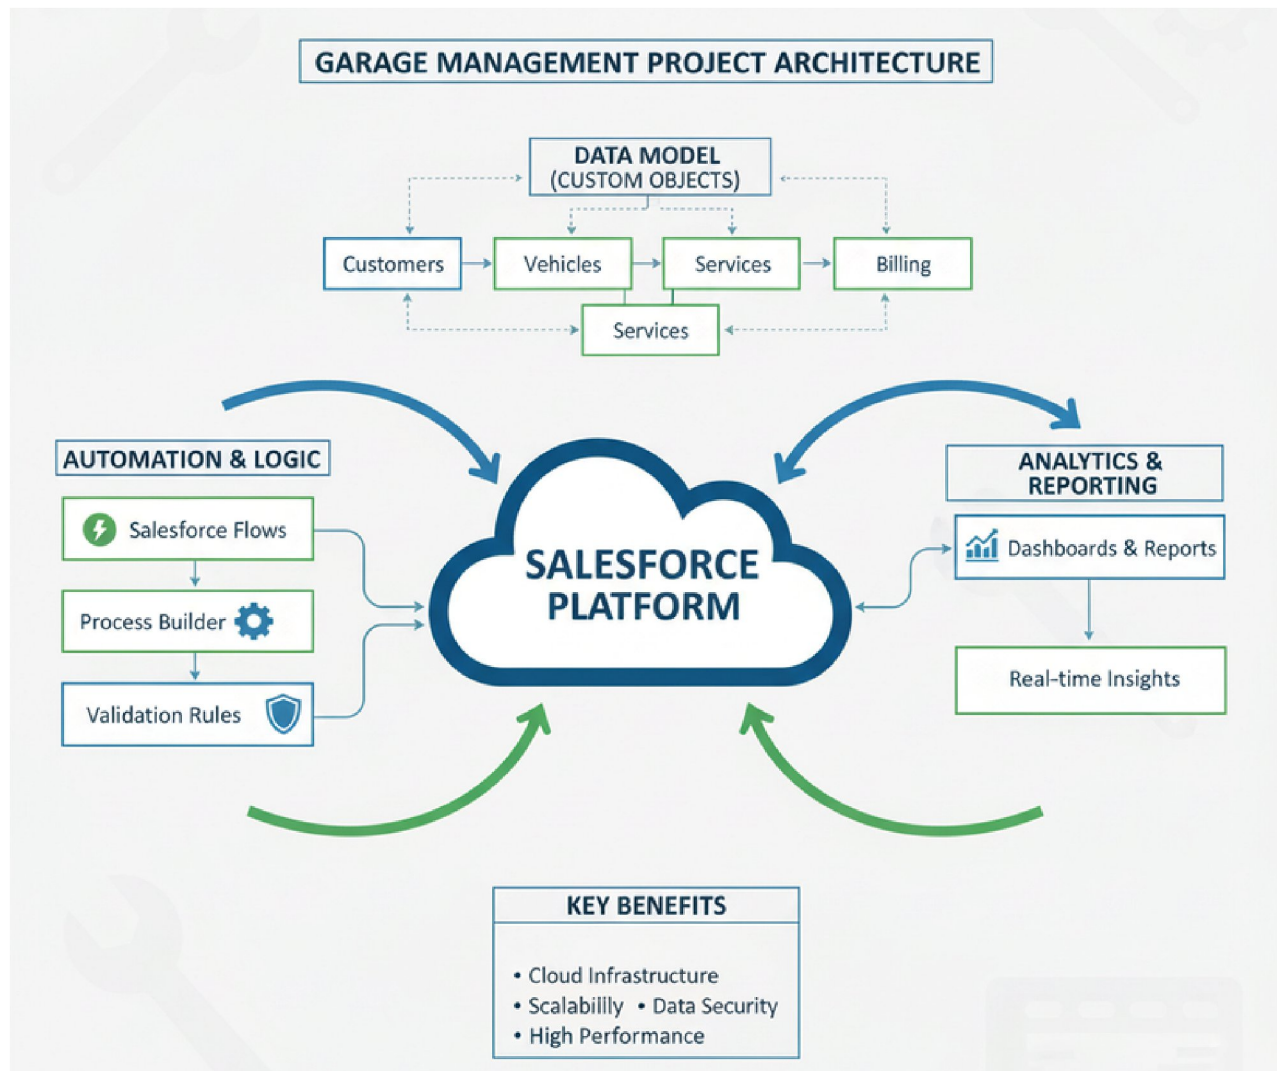 GARAGE MANAGEMENT PROJECT ARCHITECTURE
DATA MODEL
(CUSTOM OBJECTS)
Customers
Vehicles
Services
Billing
Services
AUTOMATION & LOGIC
Salesforce Flows
Process Builder
Validation Rules
SALESFORCE
PLATFORM
ANALYTICS &
REPORTING
Dashboards & Reports
Real-time Insights
KEY BENEFITS
• Cloud Infrastructure
• Scalabillly • Data Security
• High Performance